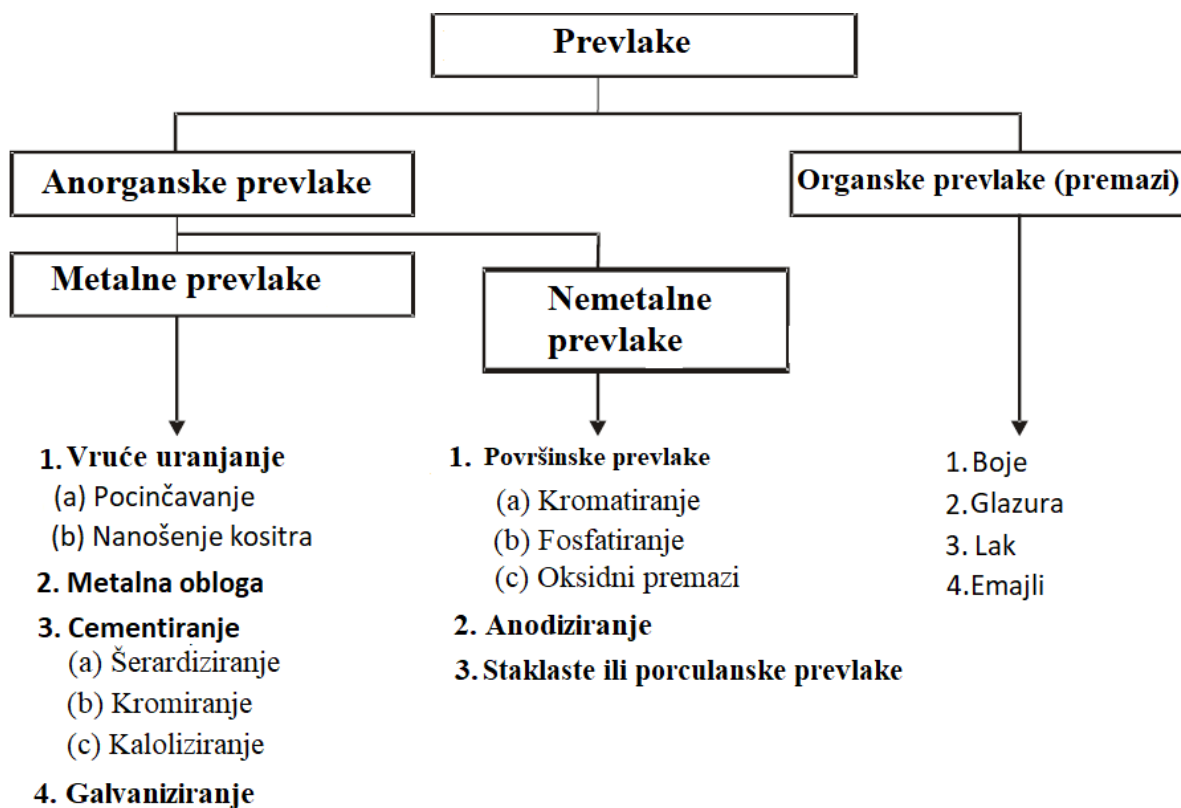 Prevlake
Anorganske prevlake
Organske prevlake (premazi)
Metalne prevlake
Nemetalne
prevlake
1. Vruće uranjanje
(a) Pocinčavanje
(b) Nanošenje kositra
2. Metalna obloga
3. Cementiranje
(a) Šerardiziranje
(b) Kromiranje
(c) Kaloliziranje
4. Galvaniziranje
1. Površinske prevlake
(a) Kromatiranje
(b) Fosfatiranje
(c) Oksidni premazi
2. Anodiziranje
3. Staklaste ili porculanske prevlake
1. Boje
2. Glazura
3. Lak
4. Emajli